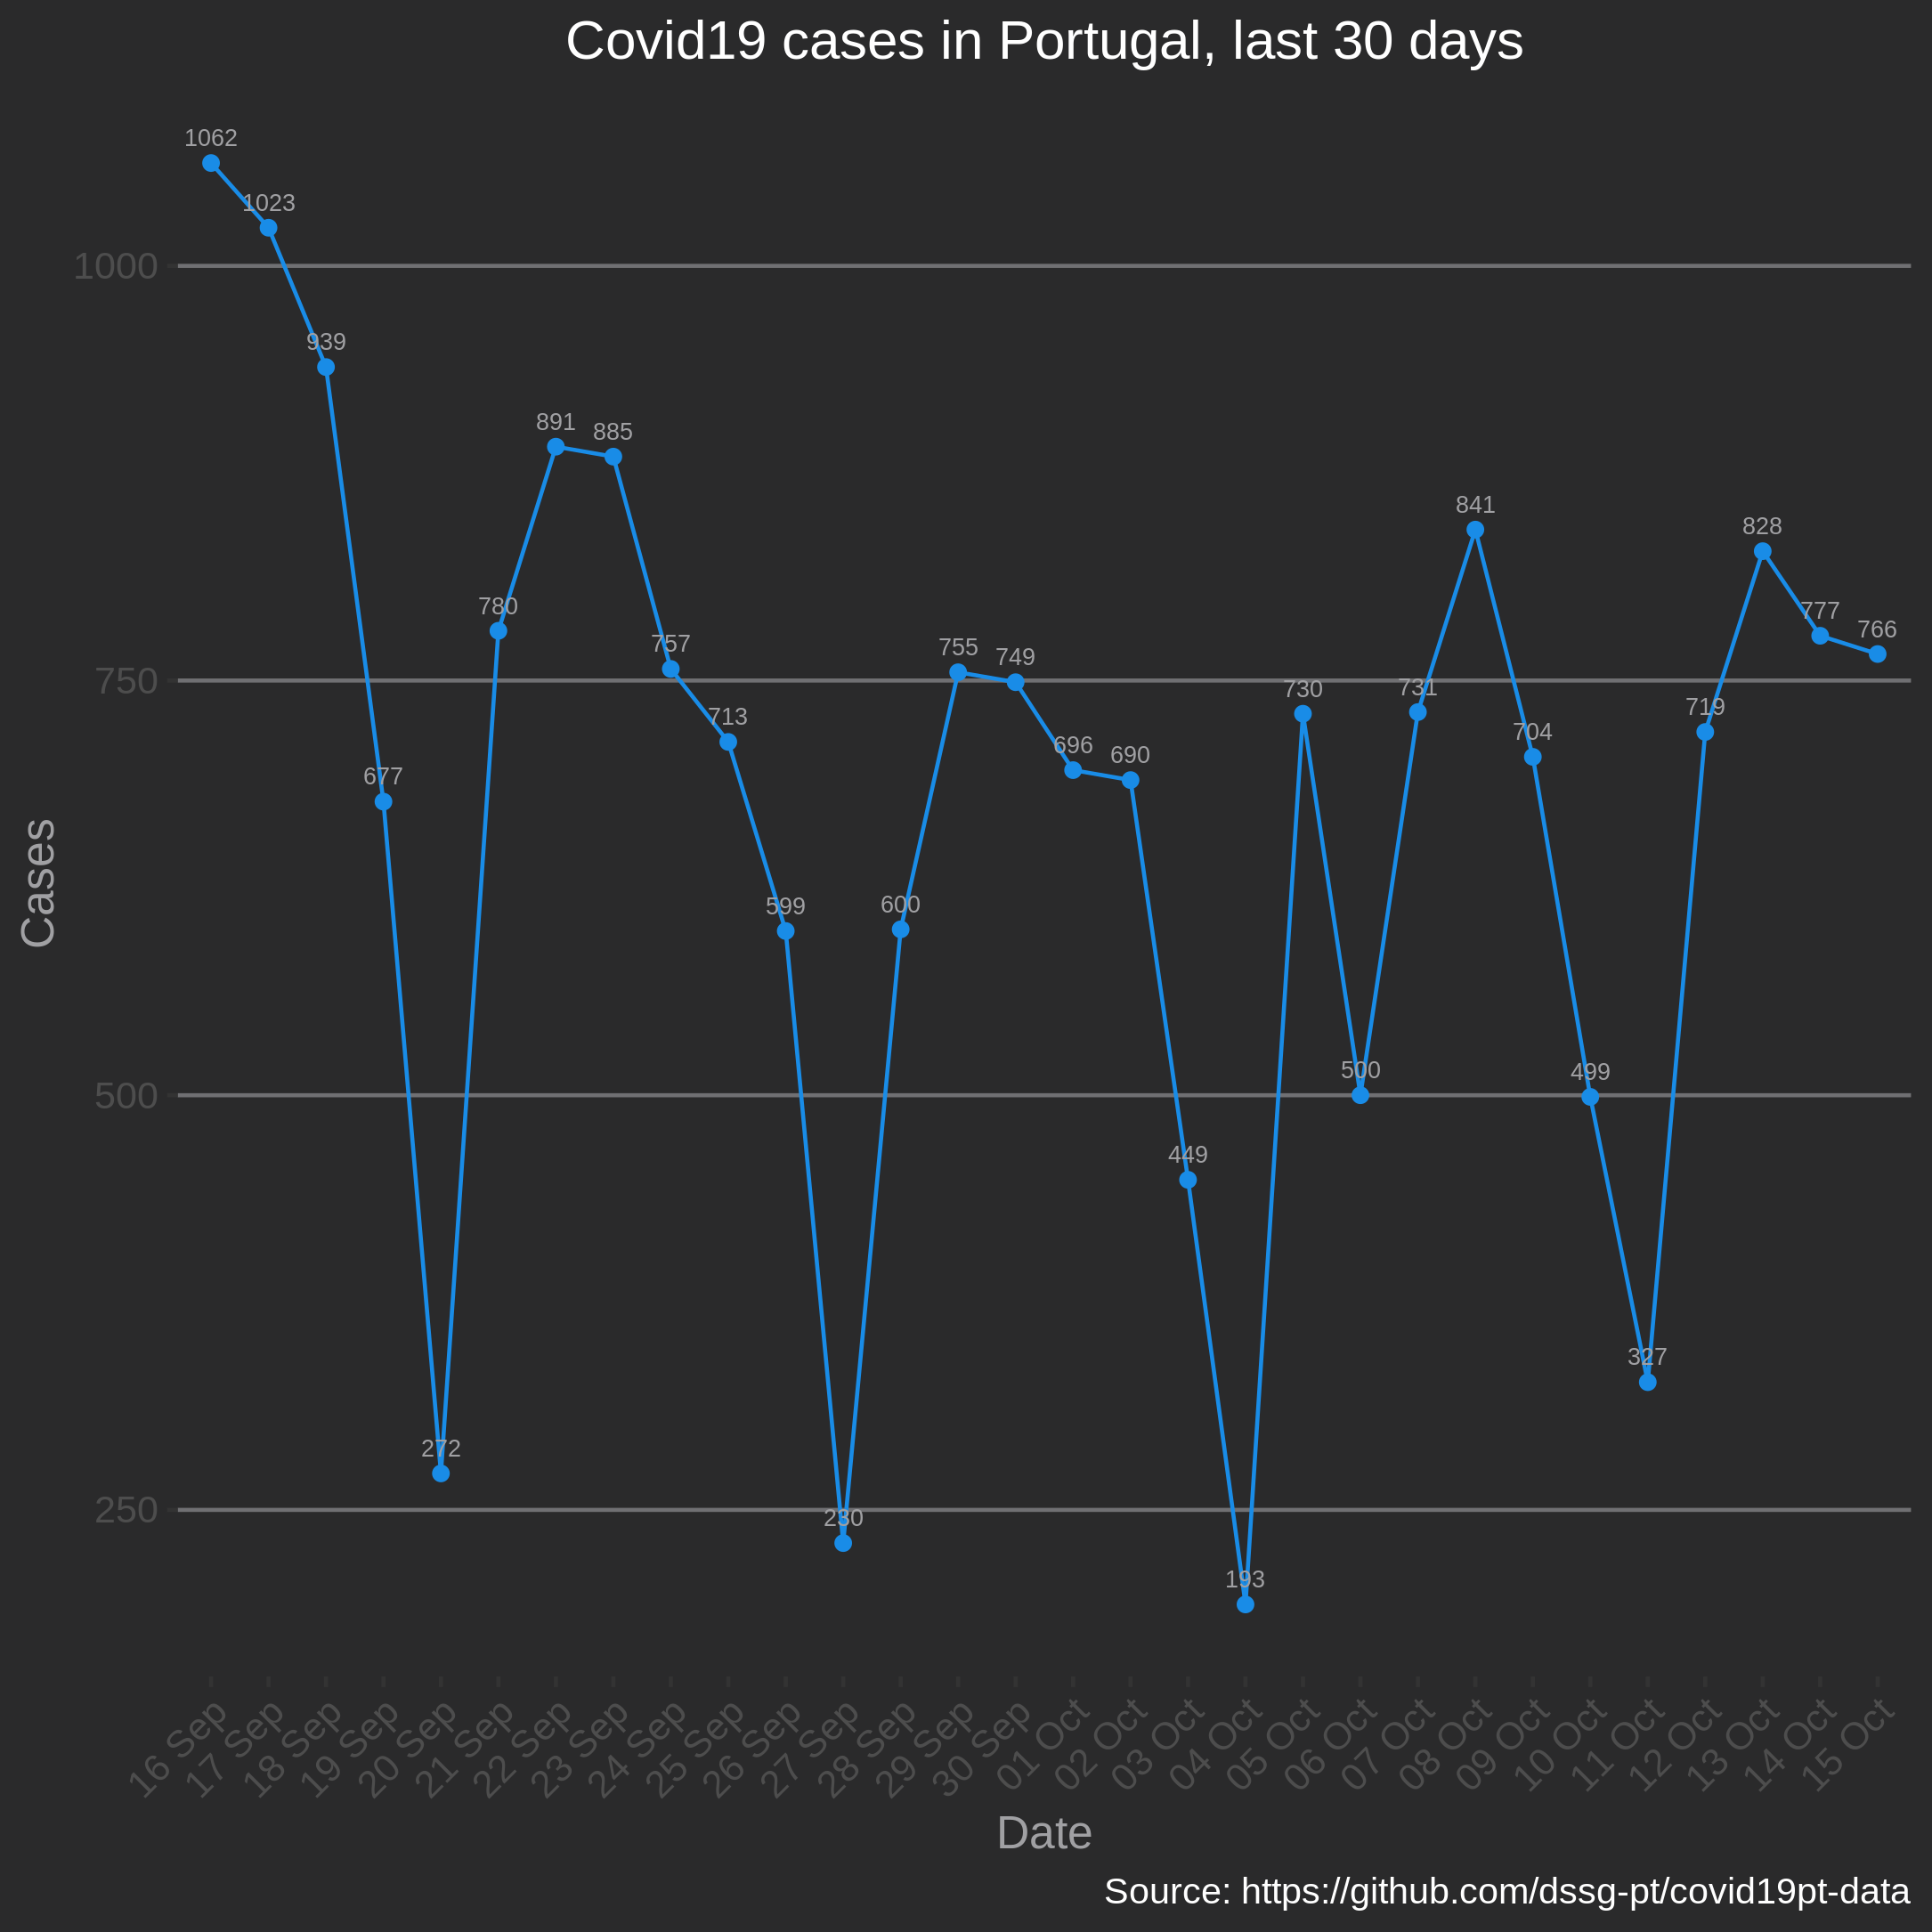 Covid19 cases in Portugal, last 30 days
1062
1023
1000
939
891
885
841
828
780
777
766
757
755
749
750
730
731
719
713
704
696
690
677
599
600
500
499
500
449
327
272
230
250
193
Cases
16 Sep
17 Sep
18 Sep
19 Sep
20 Sep
21 Sep
22 Sep
23 Sep
24 Sep
25 Sep
26 Sep
27 Sep
28 Sep
29 Sep
30 Sep
01 Oct
02 Oct
03 Oct
04 Oct
05 Oct
06 Oct
07 Oct
08 Oct
09 Oct
10 Oct
11 Oct
12 Oct
13 Oct
14 Oct
15 Oct
Date
Source: https://github.com/dssg-pt/covid19pt-data